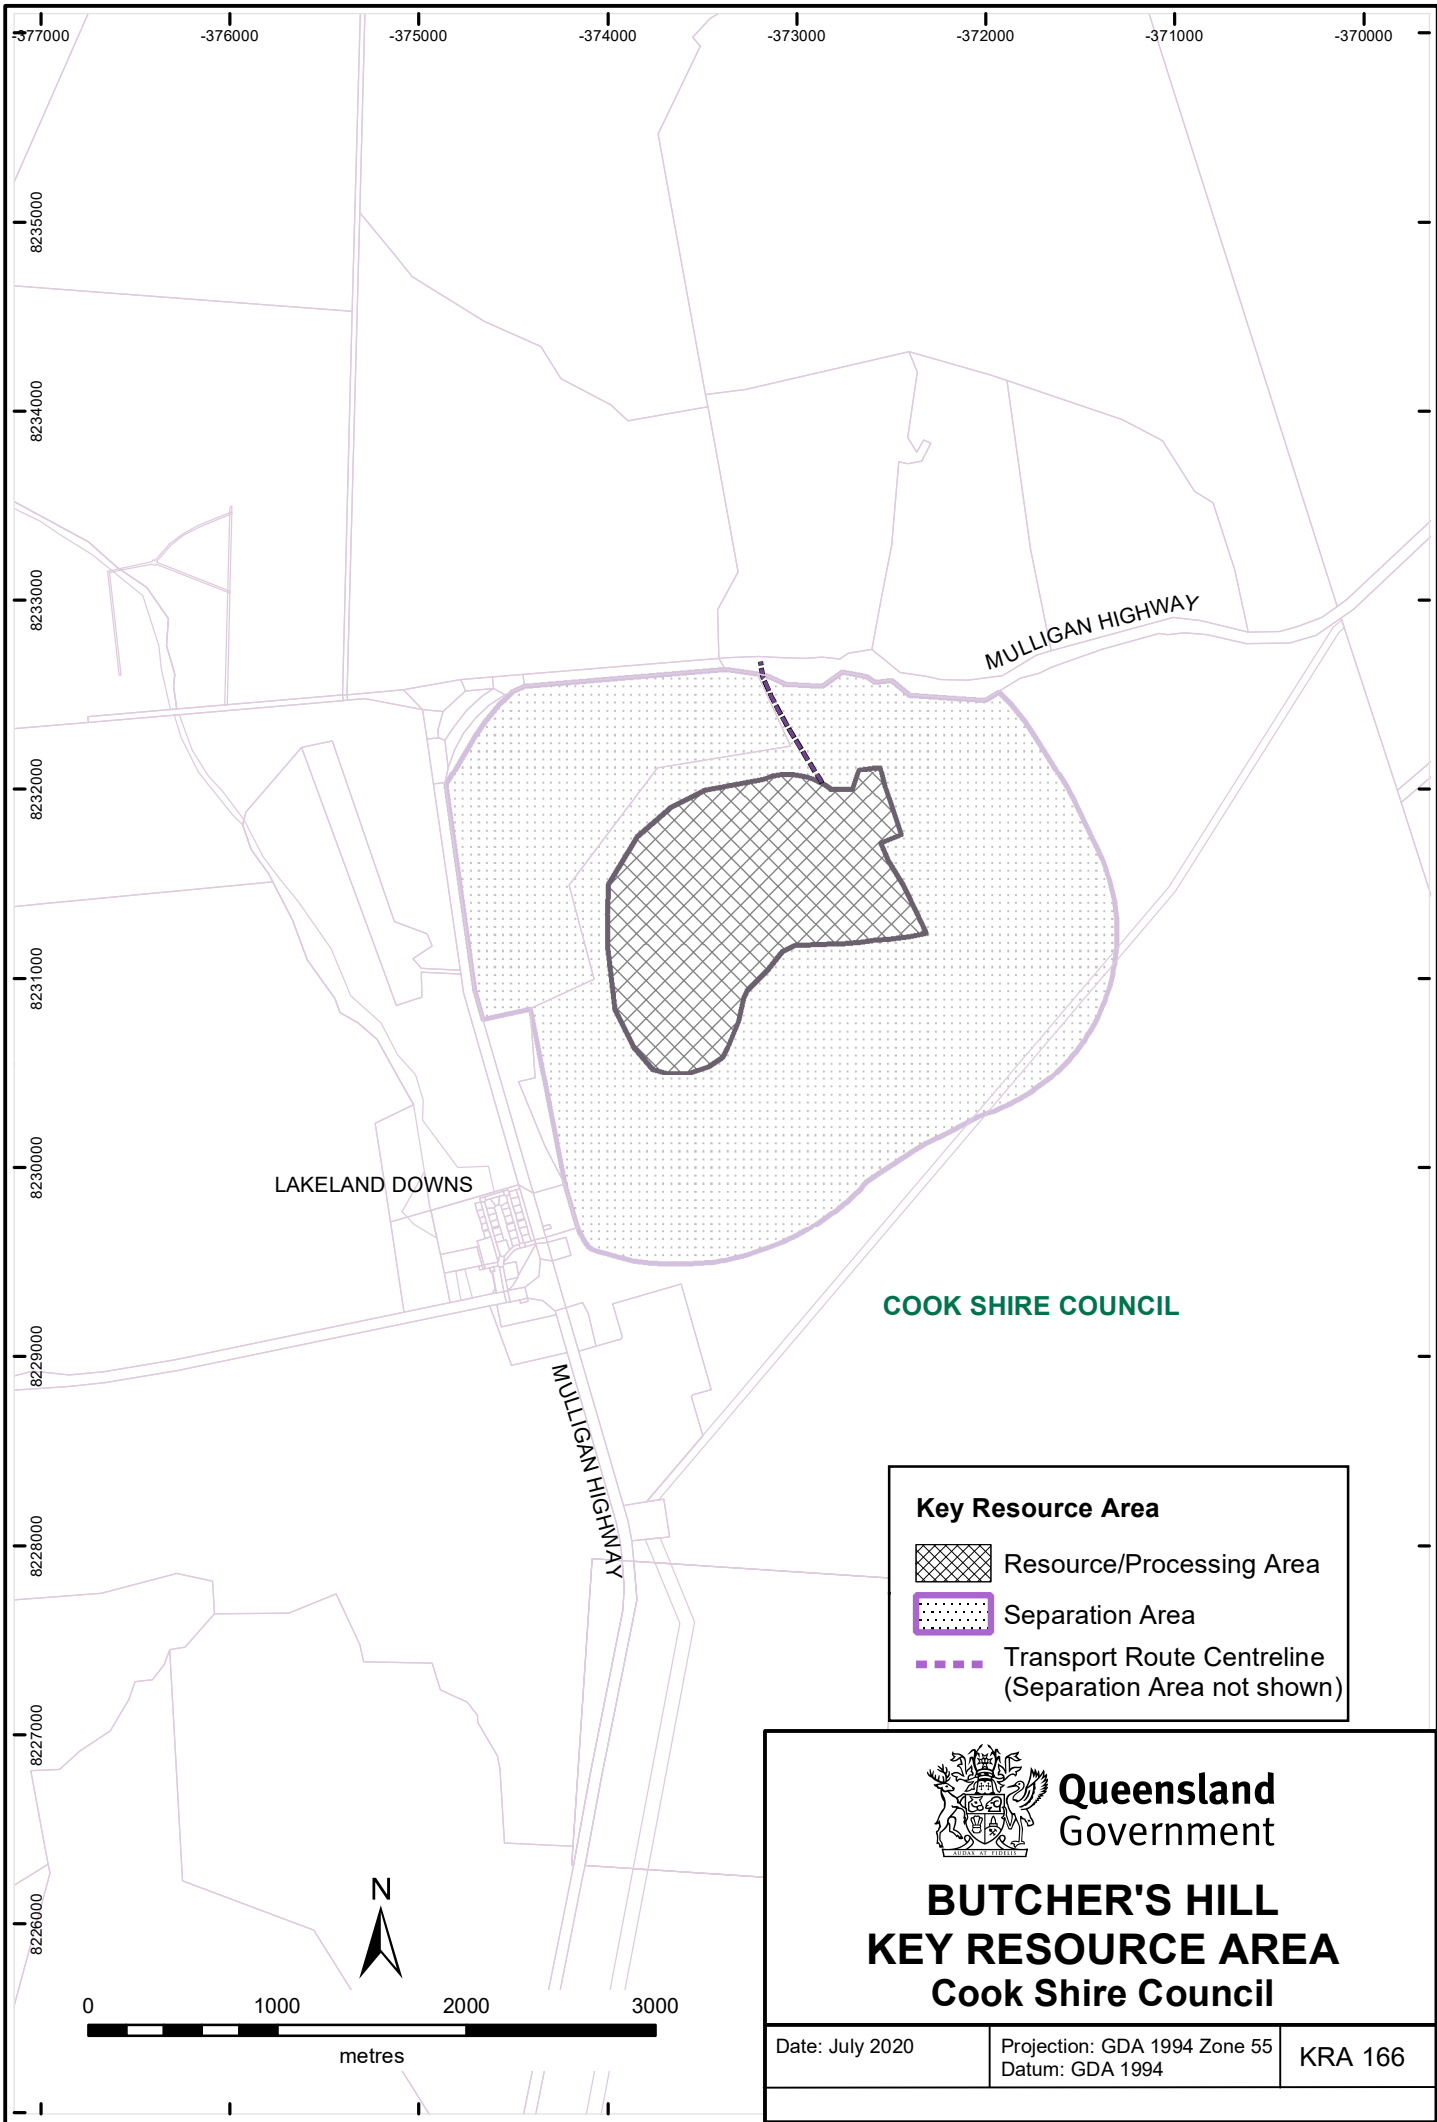 -377000 -376000 -375000 -374000 -373000 -372000 -371000 -370000
8235000
8234000
8233000
8232000
8231000
8230000
8229000
8228000
8227000
8226000
MULLIGAN HIGHWAY
LAKELAND DOWNS
COOK SHIRE COUNCIL
MULLIGAN HIGHWAY
Key Resource Area
Resource/Processing Area
Separation Area
Transport Route Centreline
(Separation Area not shown)
N
0 1000 2000 3000
metres
AUDAX AT FIDELIS
Queensland
Government
BUTCHER'S HILL
KEY RESOURCE AREA
Cook Shire Council
Date: July 2020
Projection: GDA 1994 Zone 55
Datum: GDA 1994
KRA 166